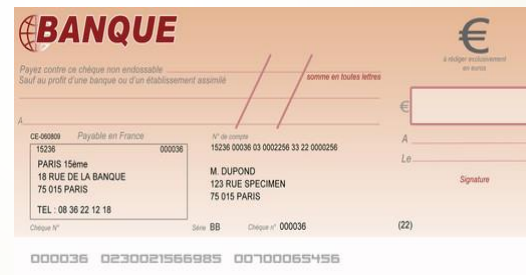 BANQUE
€
à rédiger exclusivement
en euros
Payez contre ce chèque non endossable
Sauf au profit d'une banque ou d'un établissement assimilé
somme en toutes lettres
€
A
CE-060809 Payable en France
N° de compte
15236 000036
15236 00036 03 0002256 33 22 0000256
A
Le
PARIS 15ème
18 RUE DE LA BANQUE
75 015 PARIS
TEL : 08 36 22 12 18
M. DUPOND
123 RUE SPECIMEN
75 015 PARIS
Signature
Chèque N°
Série BB Chèque n° 000036
(22)
000036 0230021566985 00700065456